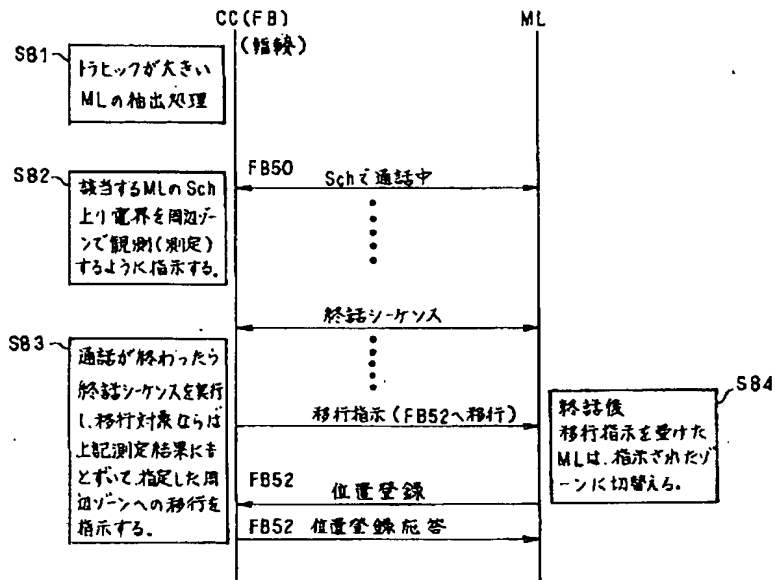 CC(FB)
ML
(輻輳)
S81
トラヒックが大きい
MLの抽出処理
S82
該当するMLのSch
上り電界を周辺ゾー
ンで観測(測定)
するように指示する。
FB50
Schで通話中
終話シーケンス
S83
通話が終わったら
終話シーケンスを実行
し、移行対象ならば
上記測定結果にも
とずいて、指定した周
辺ゾーンへの移行を
指示する。
移行指示(FB52へ移行)
S84
終話後
移行指示を受けた
MLは、指示されたゾ
ーンに切替える。
FB52
位置登録
FB52 位置登録応答